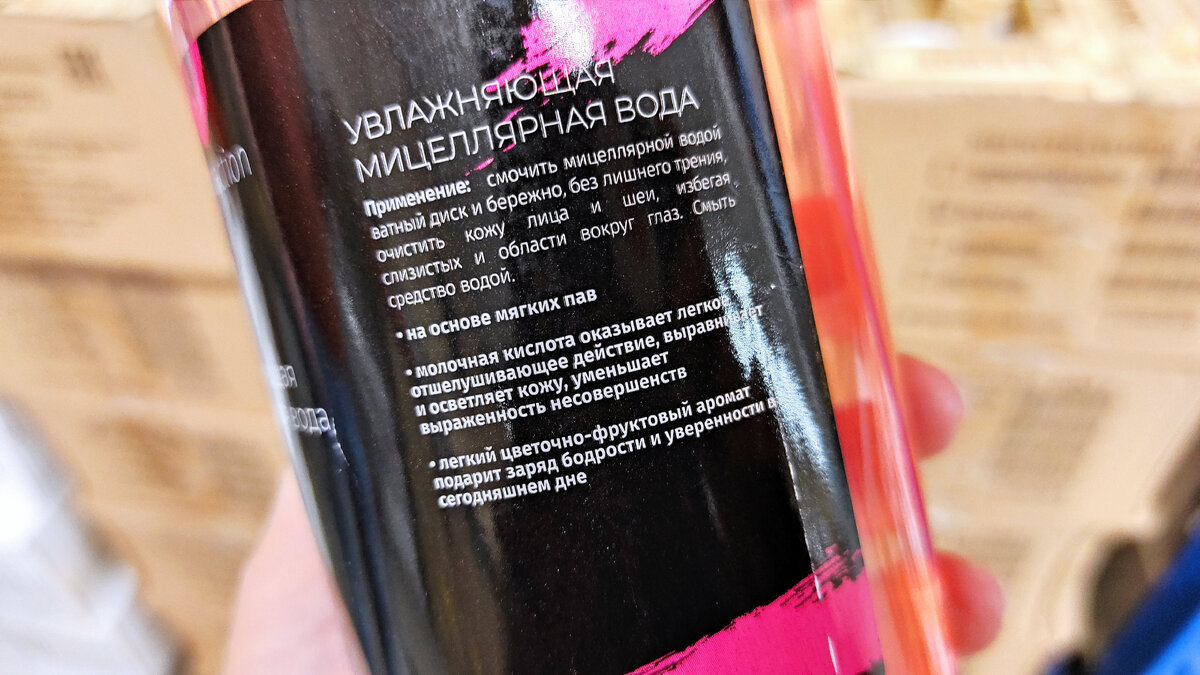 УВЛАЖНЯЮЩАЯ
МИЦЕЛЛЯРНАЯ ВОДА
Применение: смочить мицеллярной водой
ватный диск и бережно, без лишнего трения,
очистить кожу лица и шеи, избегая
слизистых и области вокруг глаз. Смыть
средство водой.
• на основе мягких пав
• молочная кислота оказывает легкое
отшелушивающее действие, выравнивает
и осветляет кожу, уменьшает
выраженность несовершенств
• легкий цветочно-фруктовый аромат
подарит заряд бодрости и уверенности в
сегодняшнем дне
вода